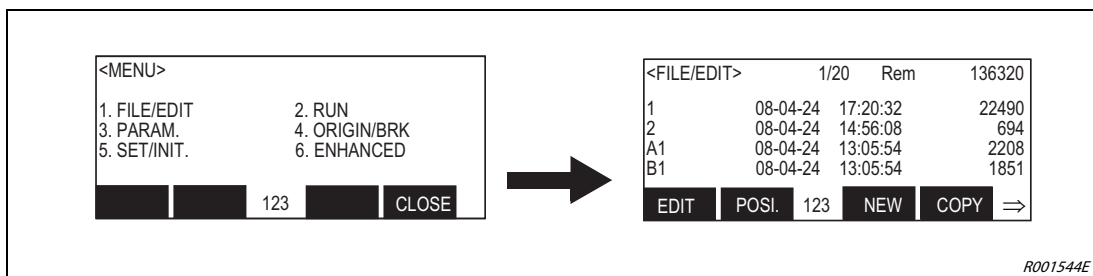 <MENU>
1. FILE/EDIT 2. RUN
3. PARAM. 4. ORIGIN/BRK
5. SET/INIT. 6. ENHANCED
123 CLOSE
<FILE/EDIT> 1/20 Rem 136320
1 08-04-24 17:20:32 22490
2 08-04-24 14:56:08 694
A1 08-04-24 13:05:54 2208
B1 08-04-24 13:05:54 1851
EDIT POSI. 123 NEW COPY ⇒
R001544E